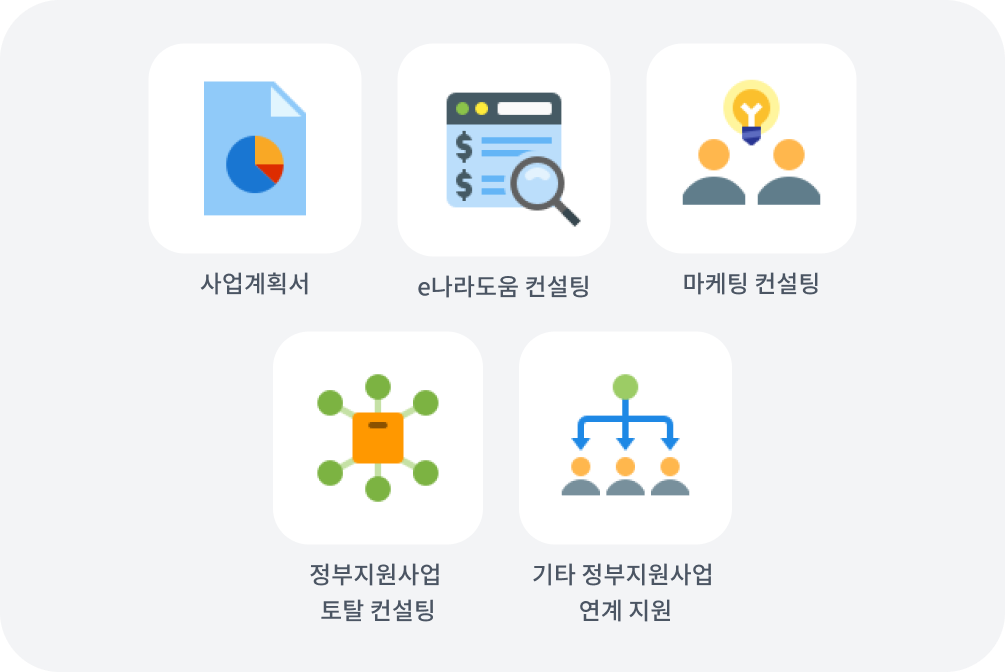 사업계획서
e나라도움 컨설팅
마케팅 컨설팅
정부지원사업
토탈 컨설팅
기타 정부지원사업
연계 지원